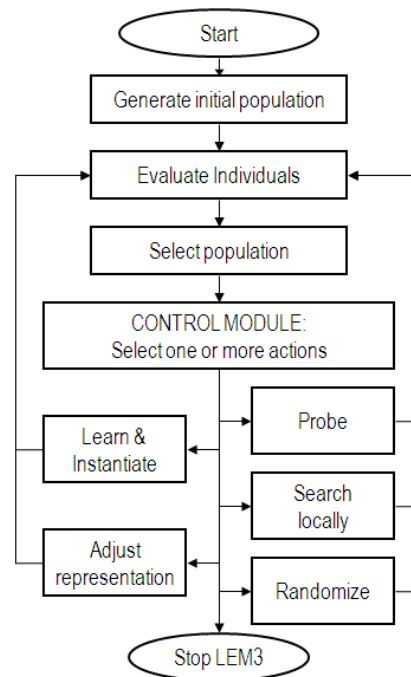 Start
Generate initial population
Evaluate Individuals
Select population
CONTROL MODULE:
Select one or more actions
Learn &
Instantiate
Probe
Search
locally
Adjust
representation
Randomize
Stop LEM3